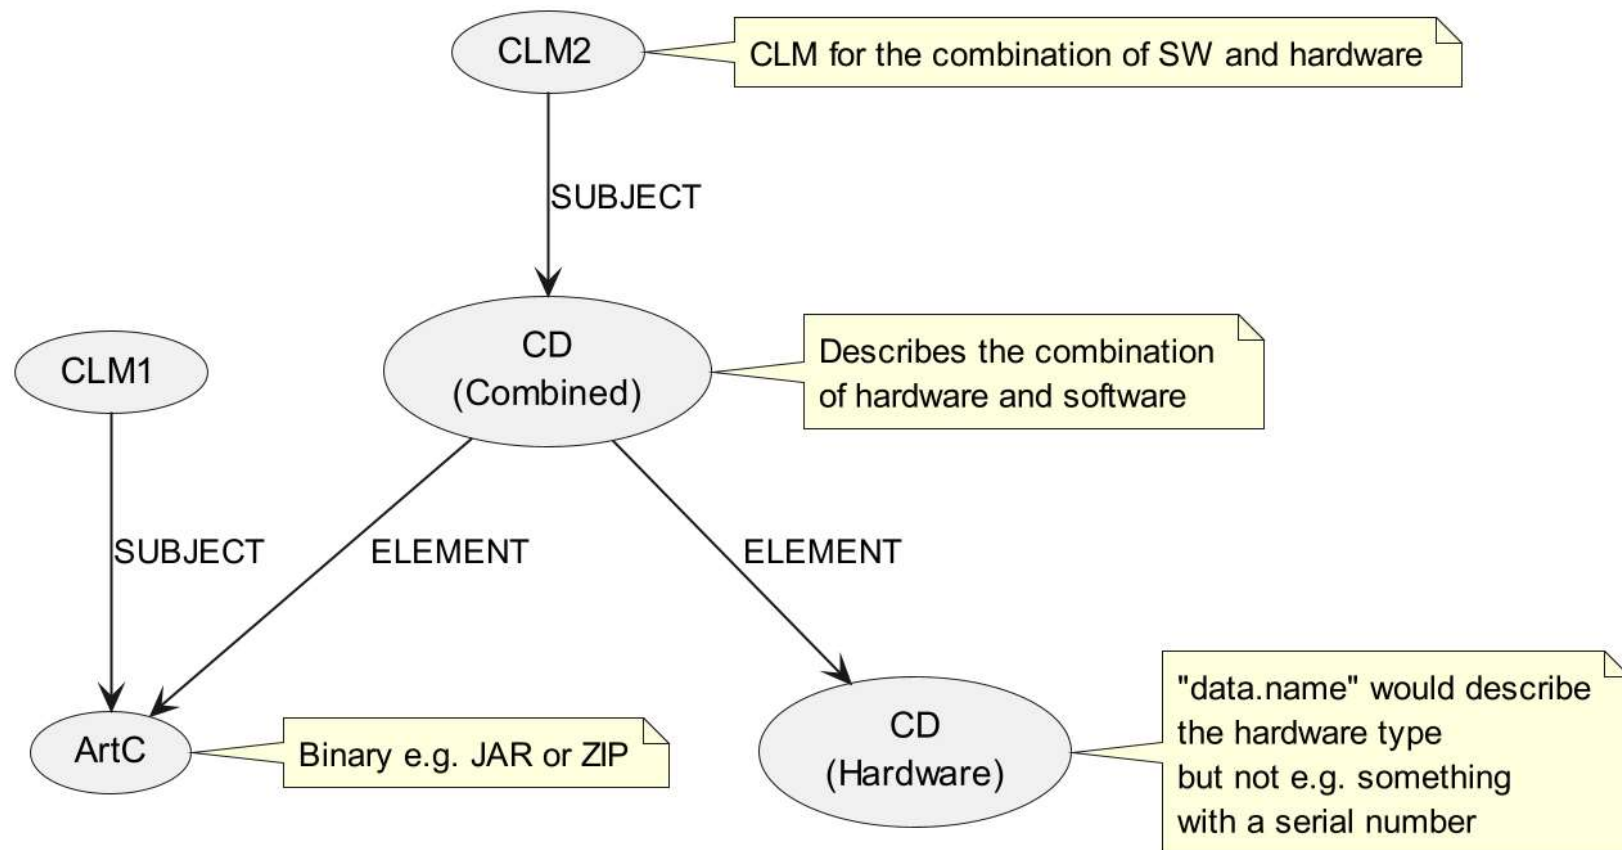 CLM2
CLM for the combination of SW and hardware
SUBJECT
CD
(Combined)
Describes the combination
of hardware and software
CLM1
SUBJECT
ELEMENT
ELEMENT
ArtC
Binary e.g. JAR or ZIP
CD
(Hardware)
"data.name" would describe
the hardware type
but not e.g. something
with a serial number